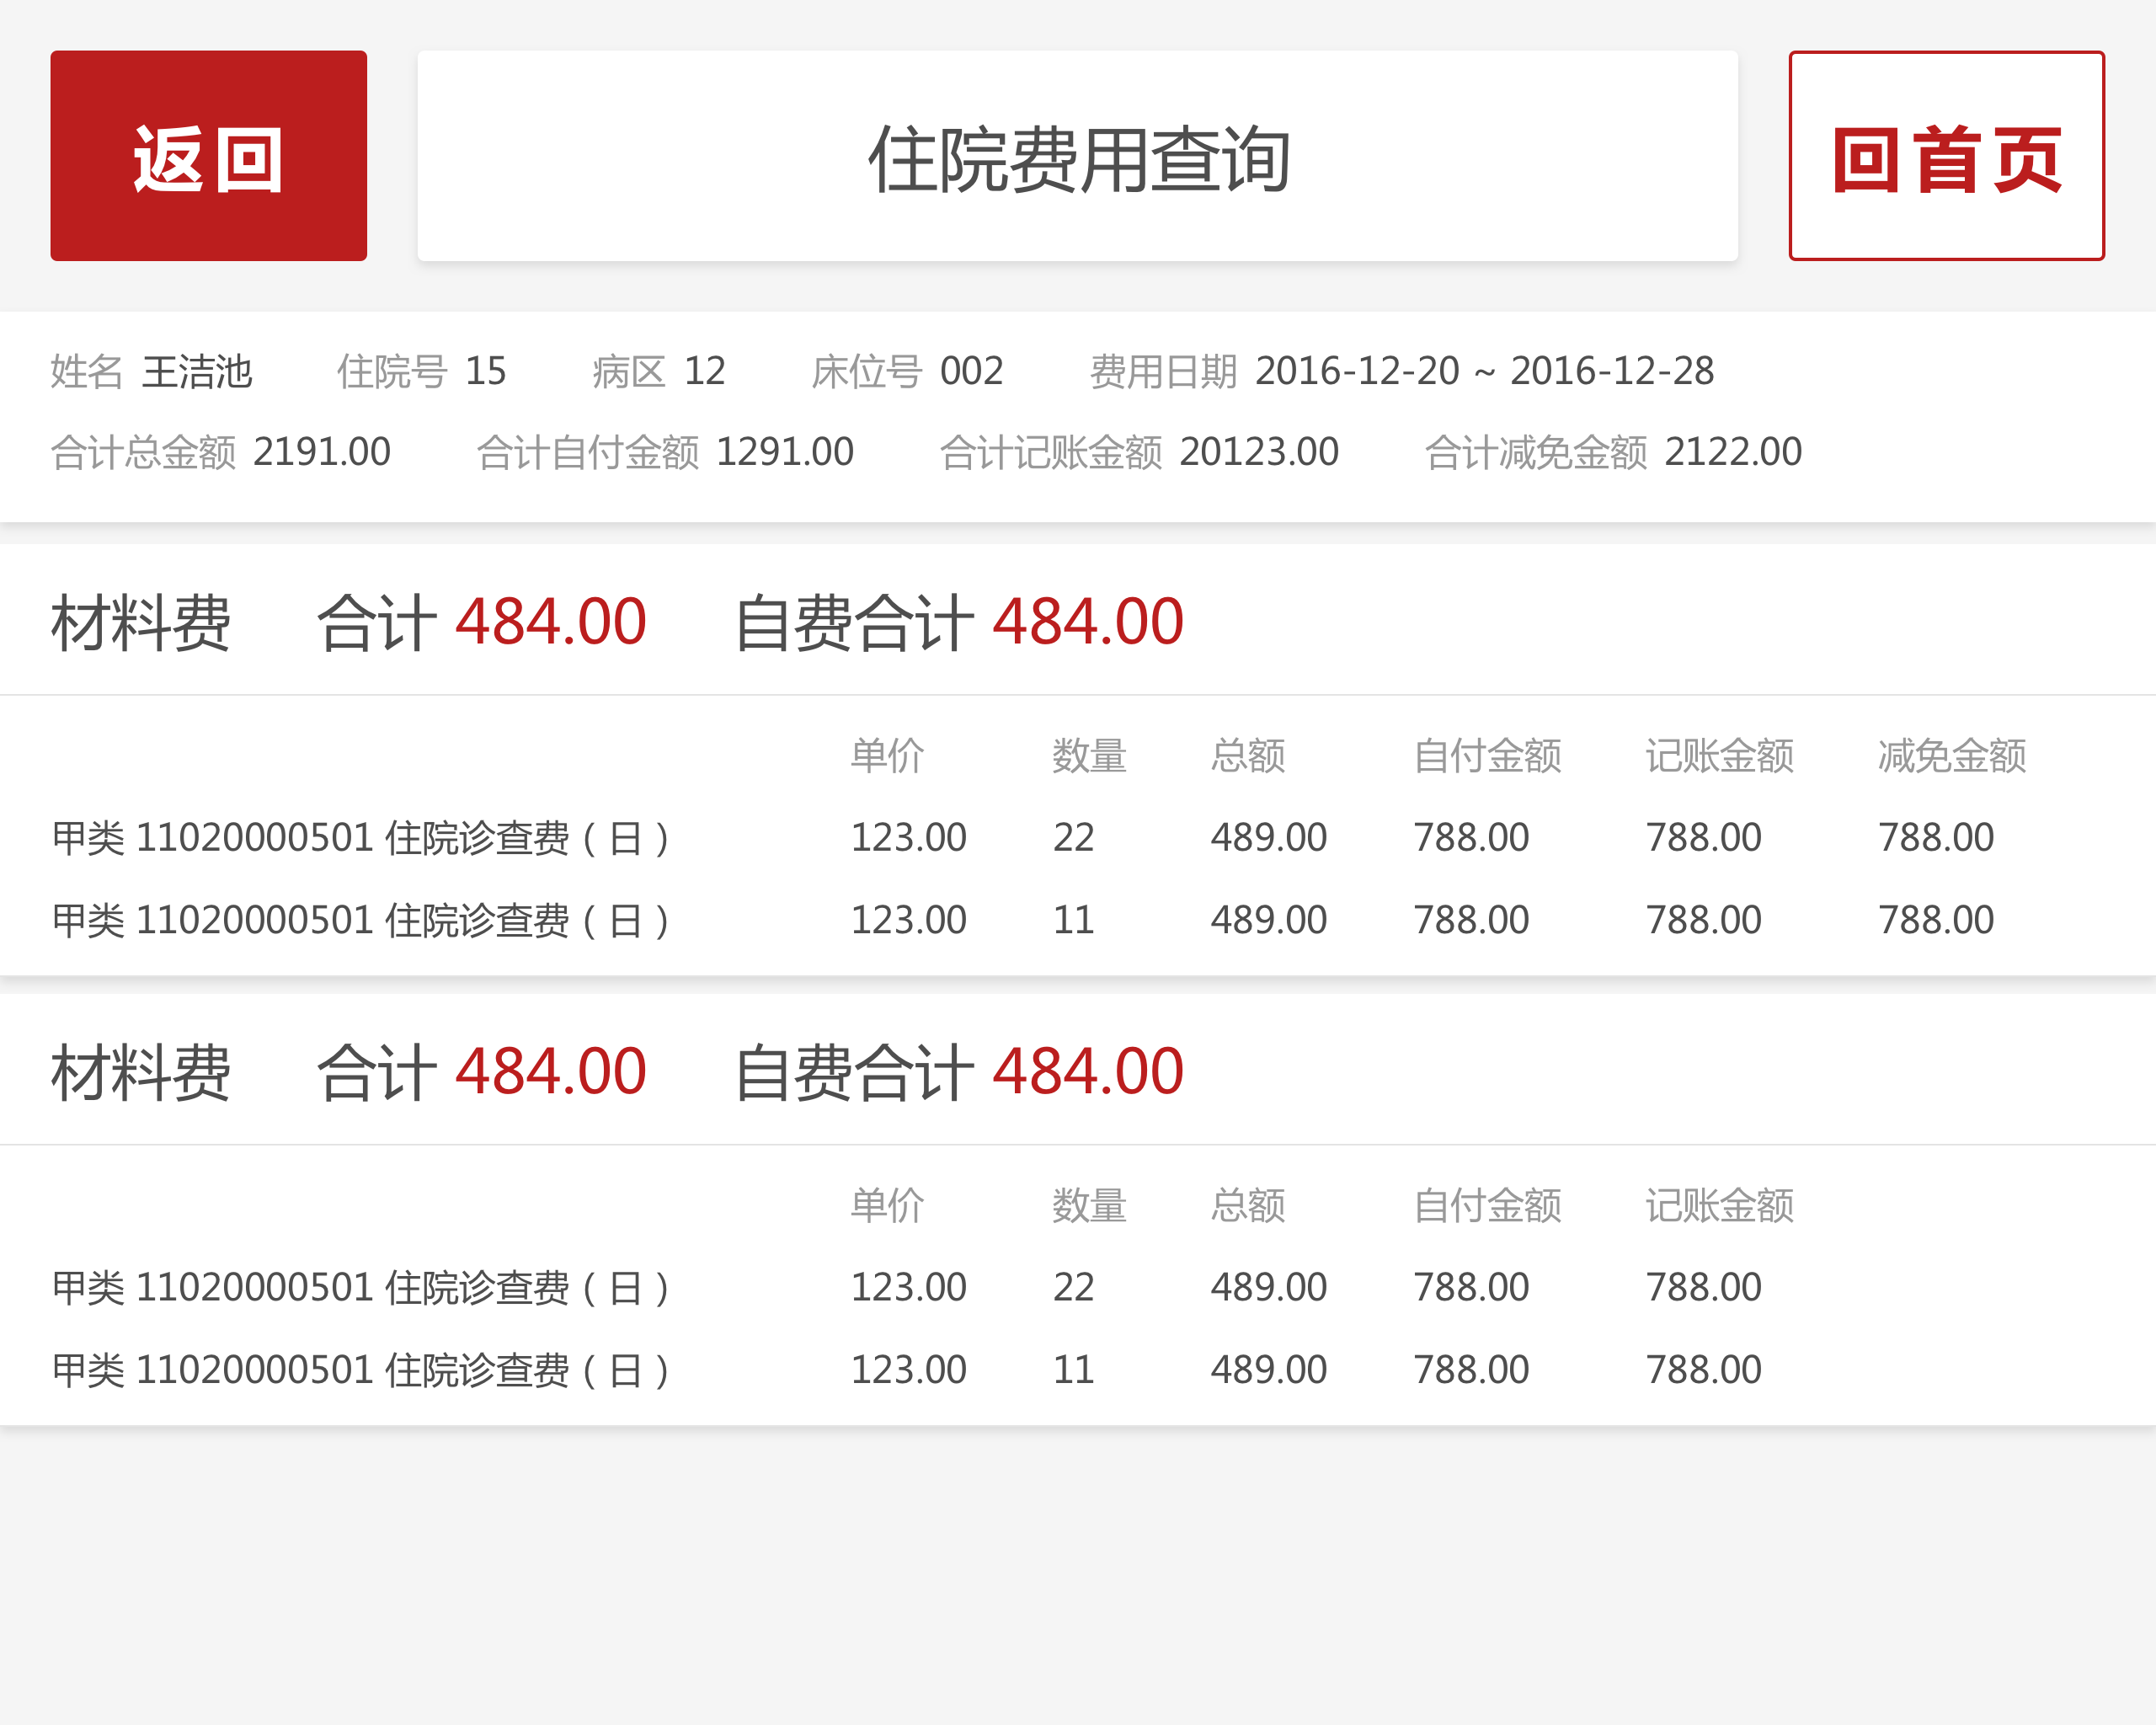 返回 住院费用查询 回首页
姓名 王洁池 住院号 15 病区 12 床位号 002 费用日期 2016-12-20 ~ 2016-12-28
合计总金额 2191.00 合计自付金额 1291.00 合计记账金额 20123.00 合计减免金额 2122.00
材料费 合计 484.00 自费合计 484.00
单价 数量 总额 自付金额 记账金额 减免金额
甲类 11020000501 住院诊查费(日) 123.00 22 489.00 788.00 788.00 788.00
甲类 11020000501 住院诊查费(日) 123.00 11 489.00 788.00 788.00 788.00
材料费 合计 484.00 自费合计 484.00
单价 数量 总额 自付金额 记账金额
甲类 11020000501 住院诊查费(日) 123.00 22 489.00 788.00 788.00
甲类 11020000501 住院诊查费(日) 123.00 11 489.00 788.00 788.00